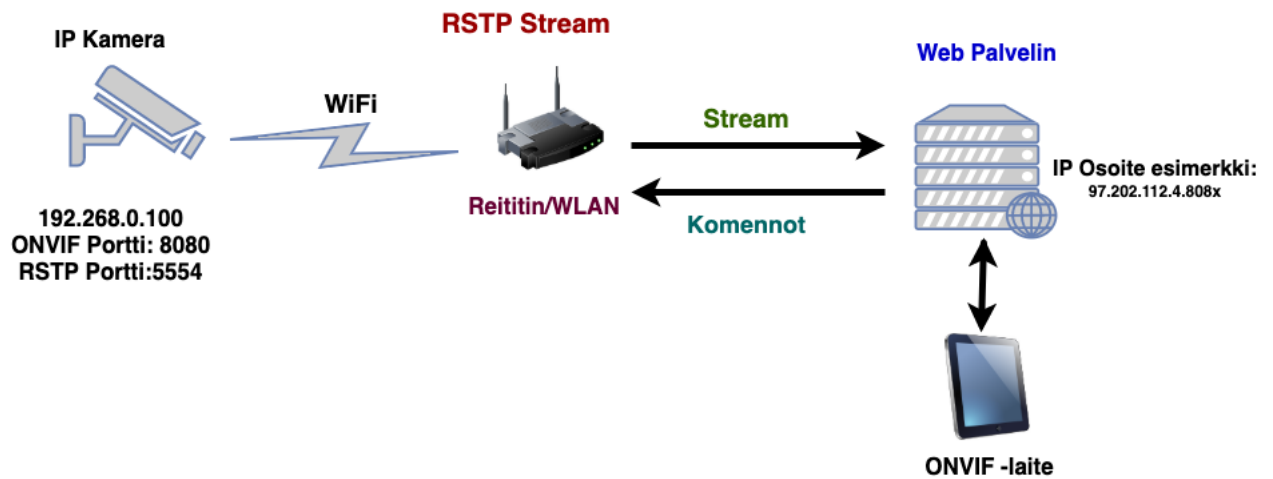 IP Kamera
192.268.0.100
ONVIF Portti: 8080
RSTP Portti:5554
WiFi
RSTP Stream
Reititin/WLAN
Stream
Komennot
Web Palvelin
IP Osoite esimerkki:
97.202.112.4.808x
ONVIF -laite